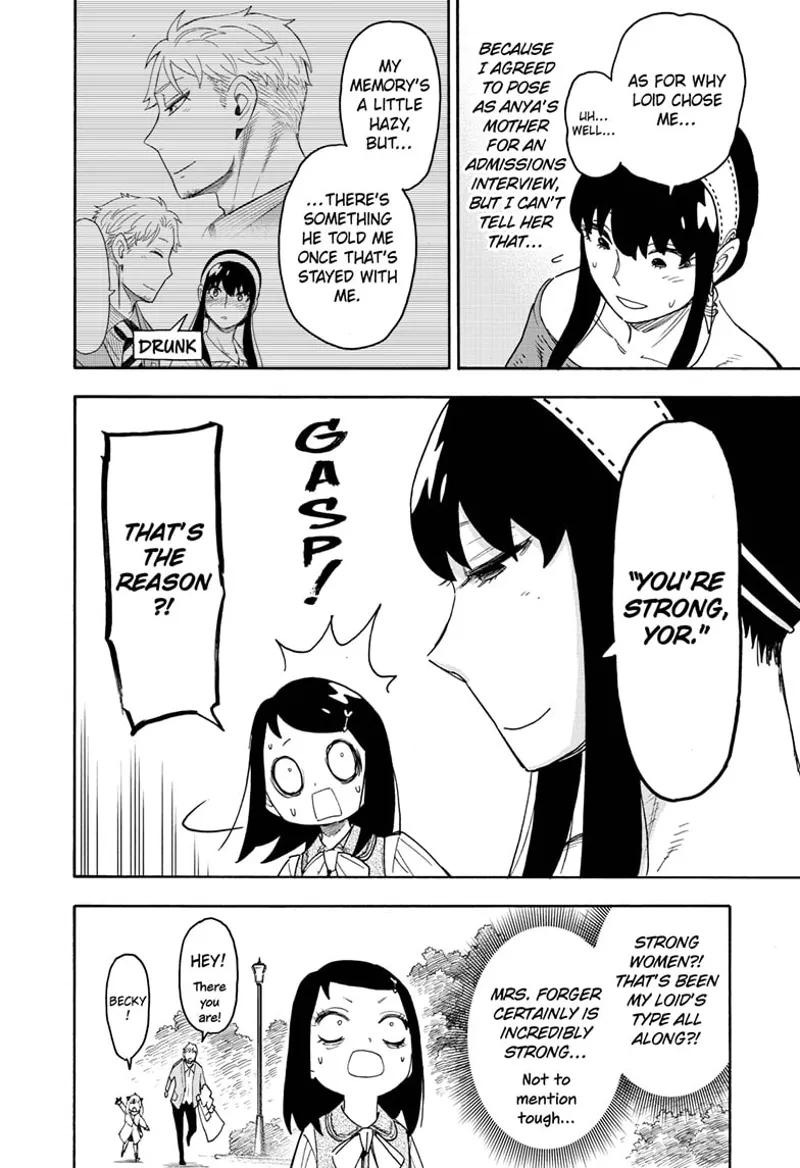 AS FOR WHY
LOID CHOSE
ME...
UH...
WELL...
BECAUSE
I AGREED
TO POSE
AS ANYA'S
MOTHER
FOR AN
ADMISSIONS
INTERVIEW,
BUT I CAN'T
TELL HER
THAT...
MY
MEMORY'S
A LITTLE
HAZY,
BUT...
...THERE'S
SOMETHING
HE TOLD ME
ONCE THAT'S
STAYED WITH
ME.
DRUNK
"YOU'RE
STRONG,
YOR."
GASP!
THAT'S
THE
REASON
?!
STRONG
WOMEN?!
THAT'S BEEN
MY LOID'S
TYPE ALL
ALONG?!
MRS. FORGER
CERTAINLY IS
INCREDIBLY
STRONG...
Not to
mention
tough...
HEY!
There
you
are!
BECKY
!